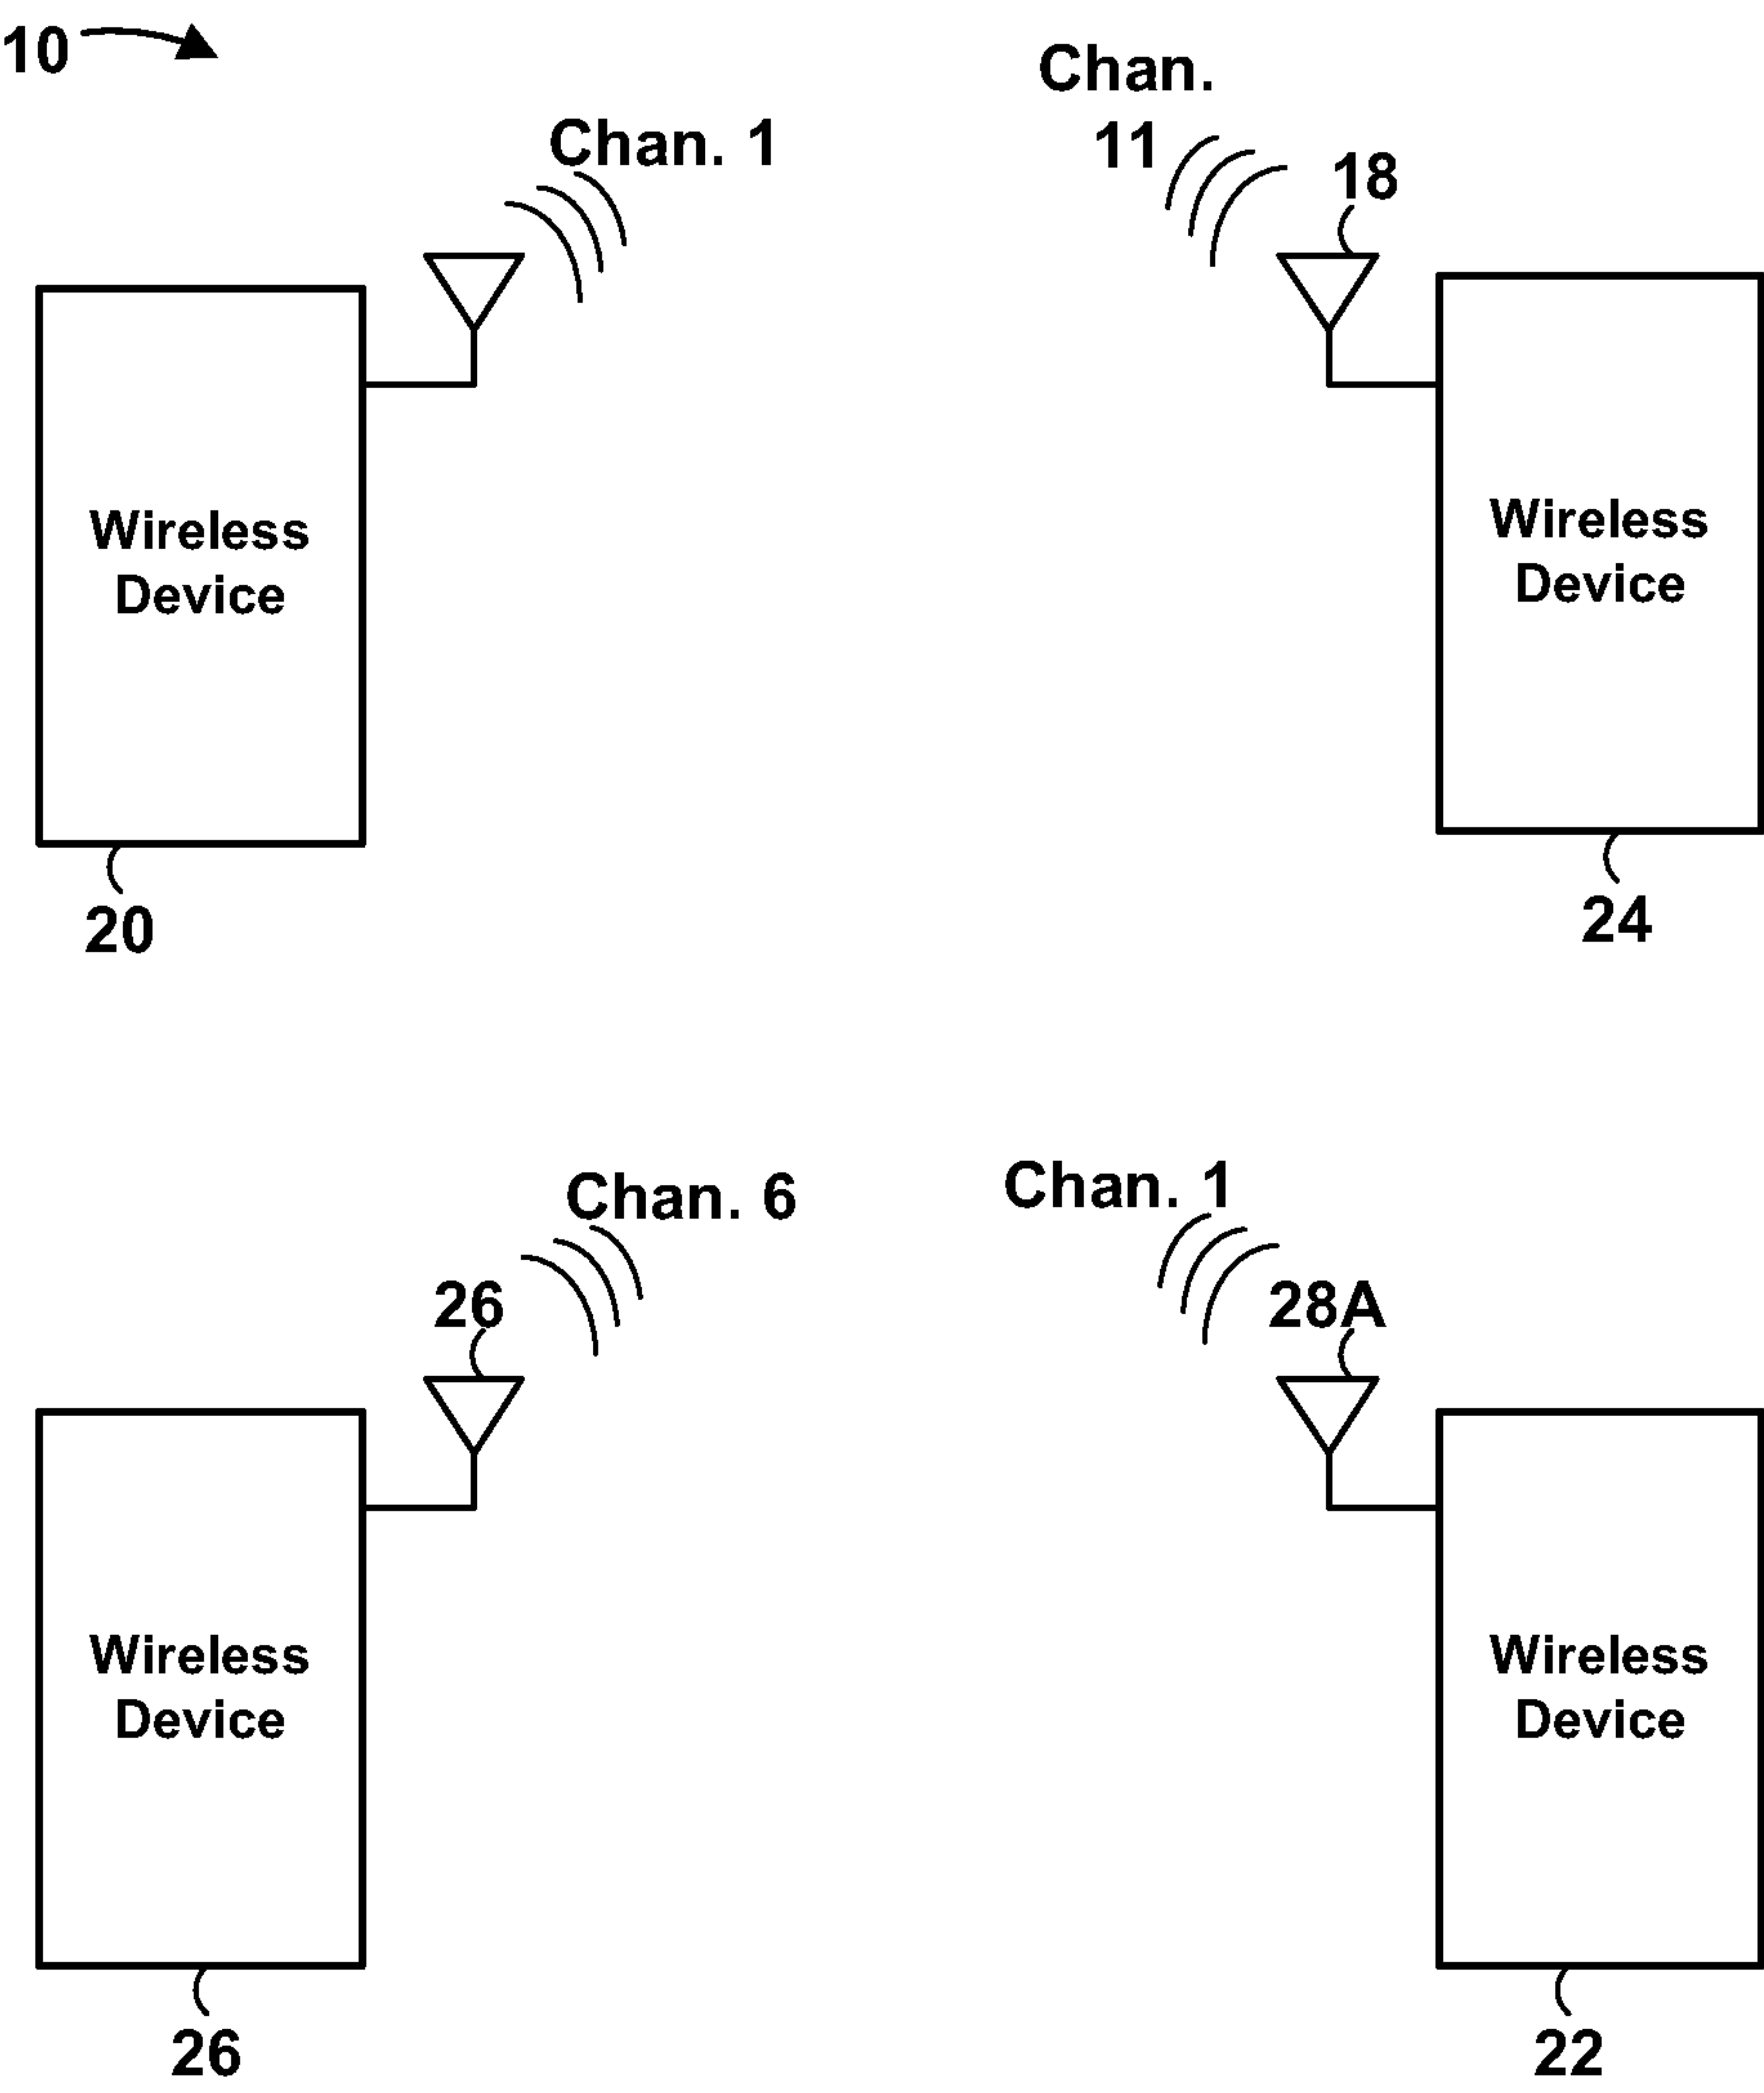 10
Chan. 1
Chan.
11
18
Wireless
Device
20
Wireless
Device
24
Chan. 6
26
Wireless
Device
26
Chan. 1
28A
Wireless
Device
22